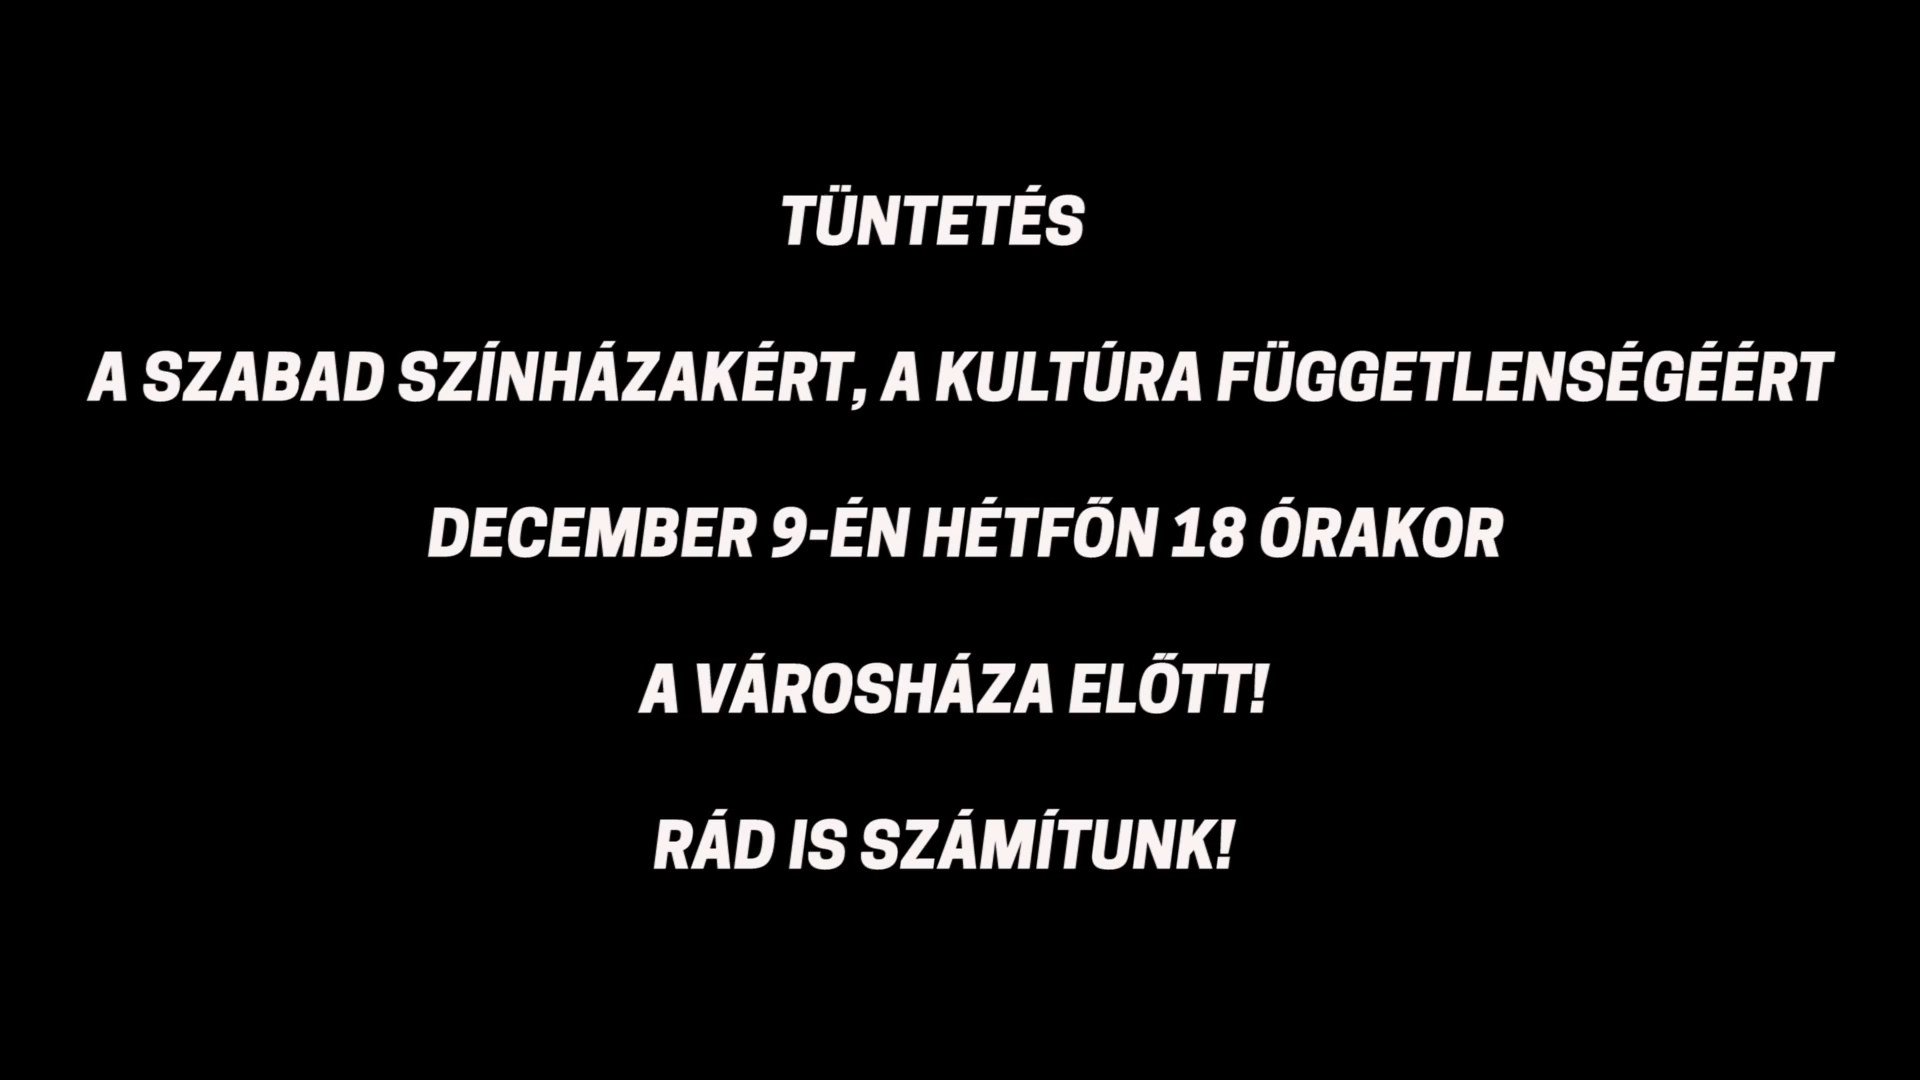 TÜNTETÉS
A SZABAD SZÍNHÁZAKÉRT, A KULTÚRA FÜGGETLENSÉGÉÉRT
DECEMBER 9-ÉN HÉTFŐN 18 ÓRAKOR
A VÁROSHÁZA ELŐTT!
RÁD IS SZÁMÍTUNK!